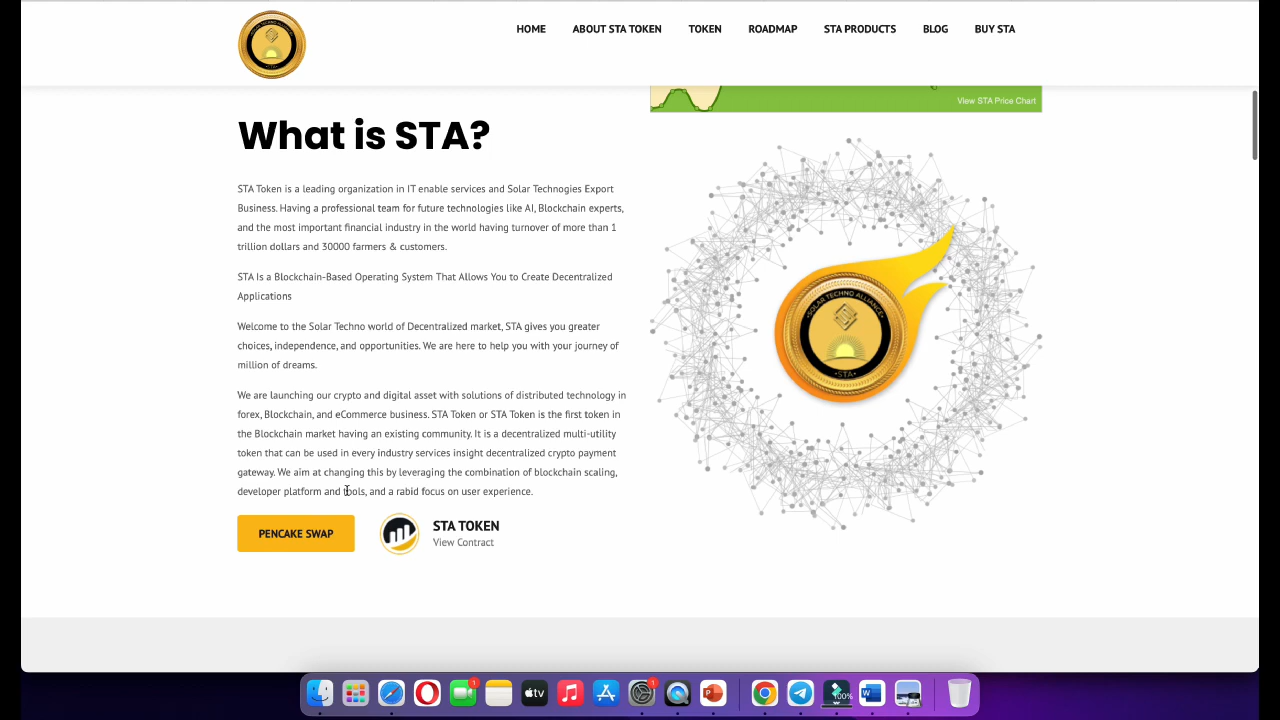 HOME
ABOUT STA TOKEN
TOKEN
ROADMAP
STA PRODUCTS
BLOG
BUY STA
View STA Price Chart
What is STA?
STA Token is a leading organization in IT enable services and Solar Technogies Export
Business. Having a professional team for future technologies like AI, Blockchain experts,
and the most important financial industry in the world having turnover of more than 1
trillion dollars and 30000 farmers & customers.
STA Is a Blockchain-Based Operating System That Allows You to Create Decentralized
Applications
Welcome to the Solar Techno world of Decentralized market, STA gives you greater
choices, independence, and opportunities. We are here to help you with your journey of
million of dreams.
We are launching our crypto and digital asset with solutions of distributed technology in
forex, Blockchain, and eCommerce business. STA Token or STA Token is the first token in
the Blockchain market having an existing community. It is a decentralized multi-utility
token that can be used in every industry services insight decentralized crypto payment
gateway. We aim at changing this by leveraging the combination of blockchain scaling,
developer platform and tools, and a rabid focus on user experience.
PENCAKE SWAP
STA TOKEN
View Contract
SOLAR TECHNO ALLIANCE
STA
1
tv
1
100%